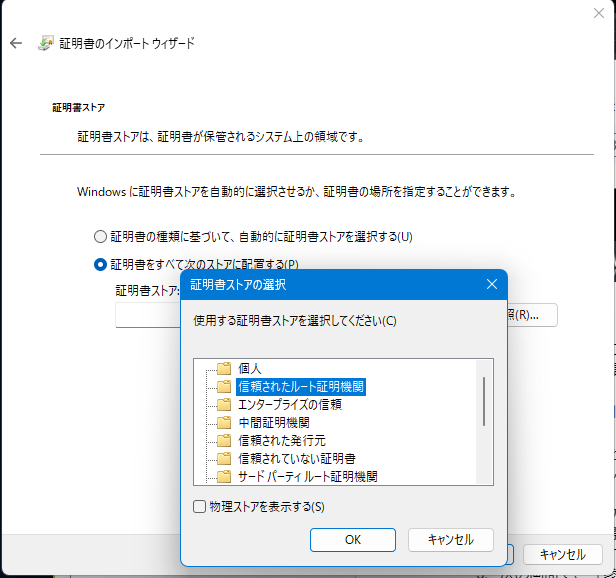 証明書のインポート ウィザード
証明書ストア
証明書ストアは、証明書が保管されるシステム上の領域です。
Windows に証明書ストアを自動的に選択させるか、証明書の場所を指定することができます。
証明書の種類に基づいて、自動的に証明書ストアを選択する(U)
証明書をすべて次のストアに配置する(P)
証明書ストア:
照(R)...
証明書ストアの選択
使用する証明書ストアを選択してください(C)
個人
信頼されたルート証明機関
エンタープライズの信頼
中間証明機関
信頼された発行元
信頼されていない証明書
サード パーティ ルート証明機関
物理ストアを表示する(S)
OK
キャンセル
キャンセル